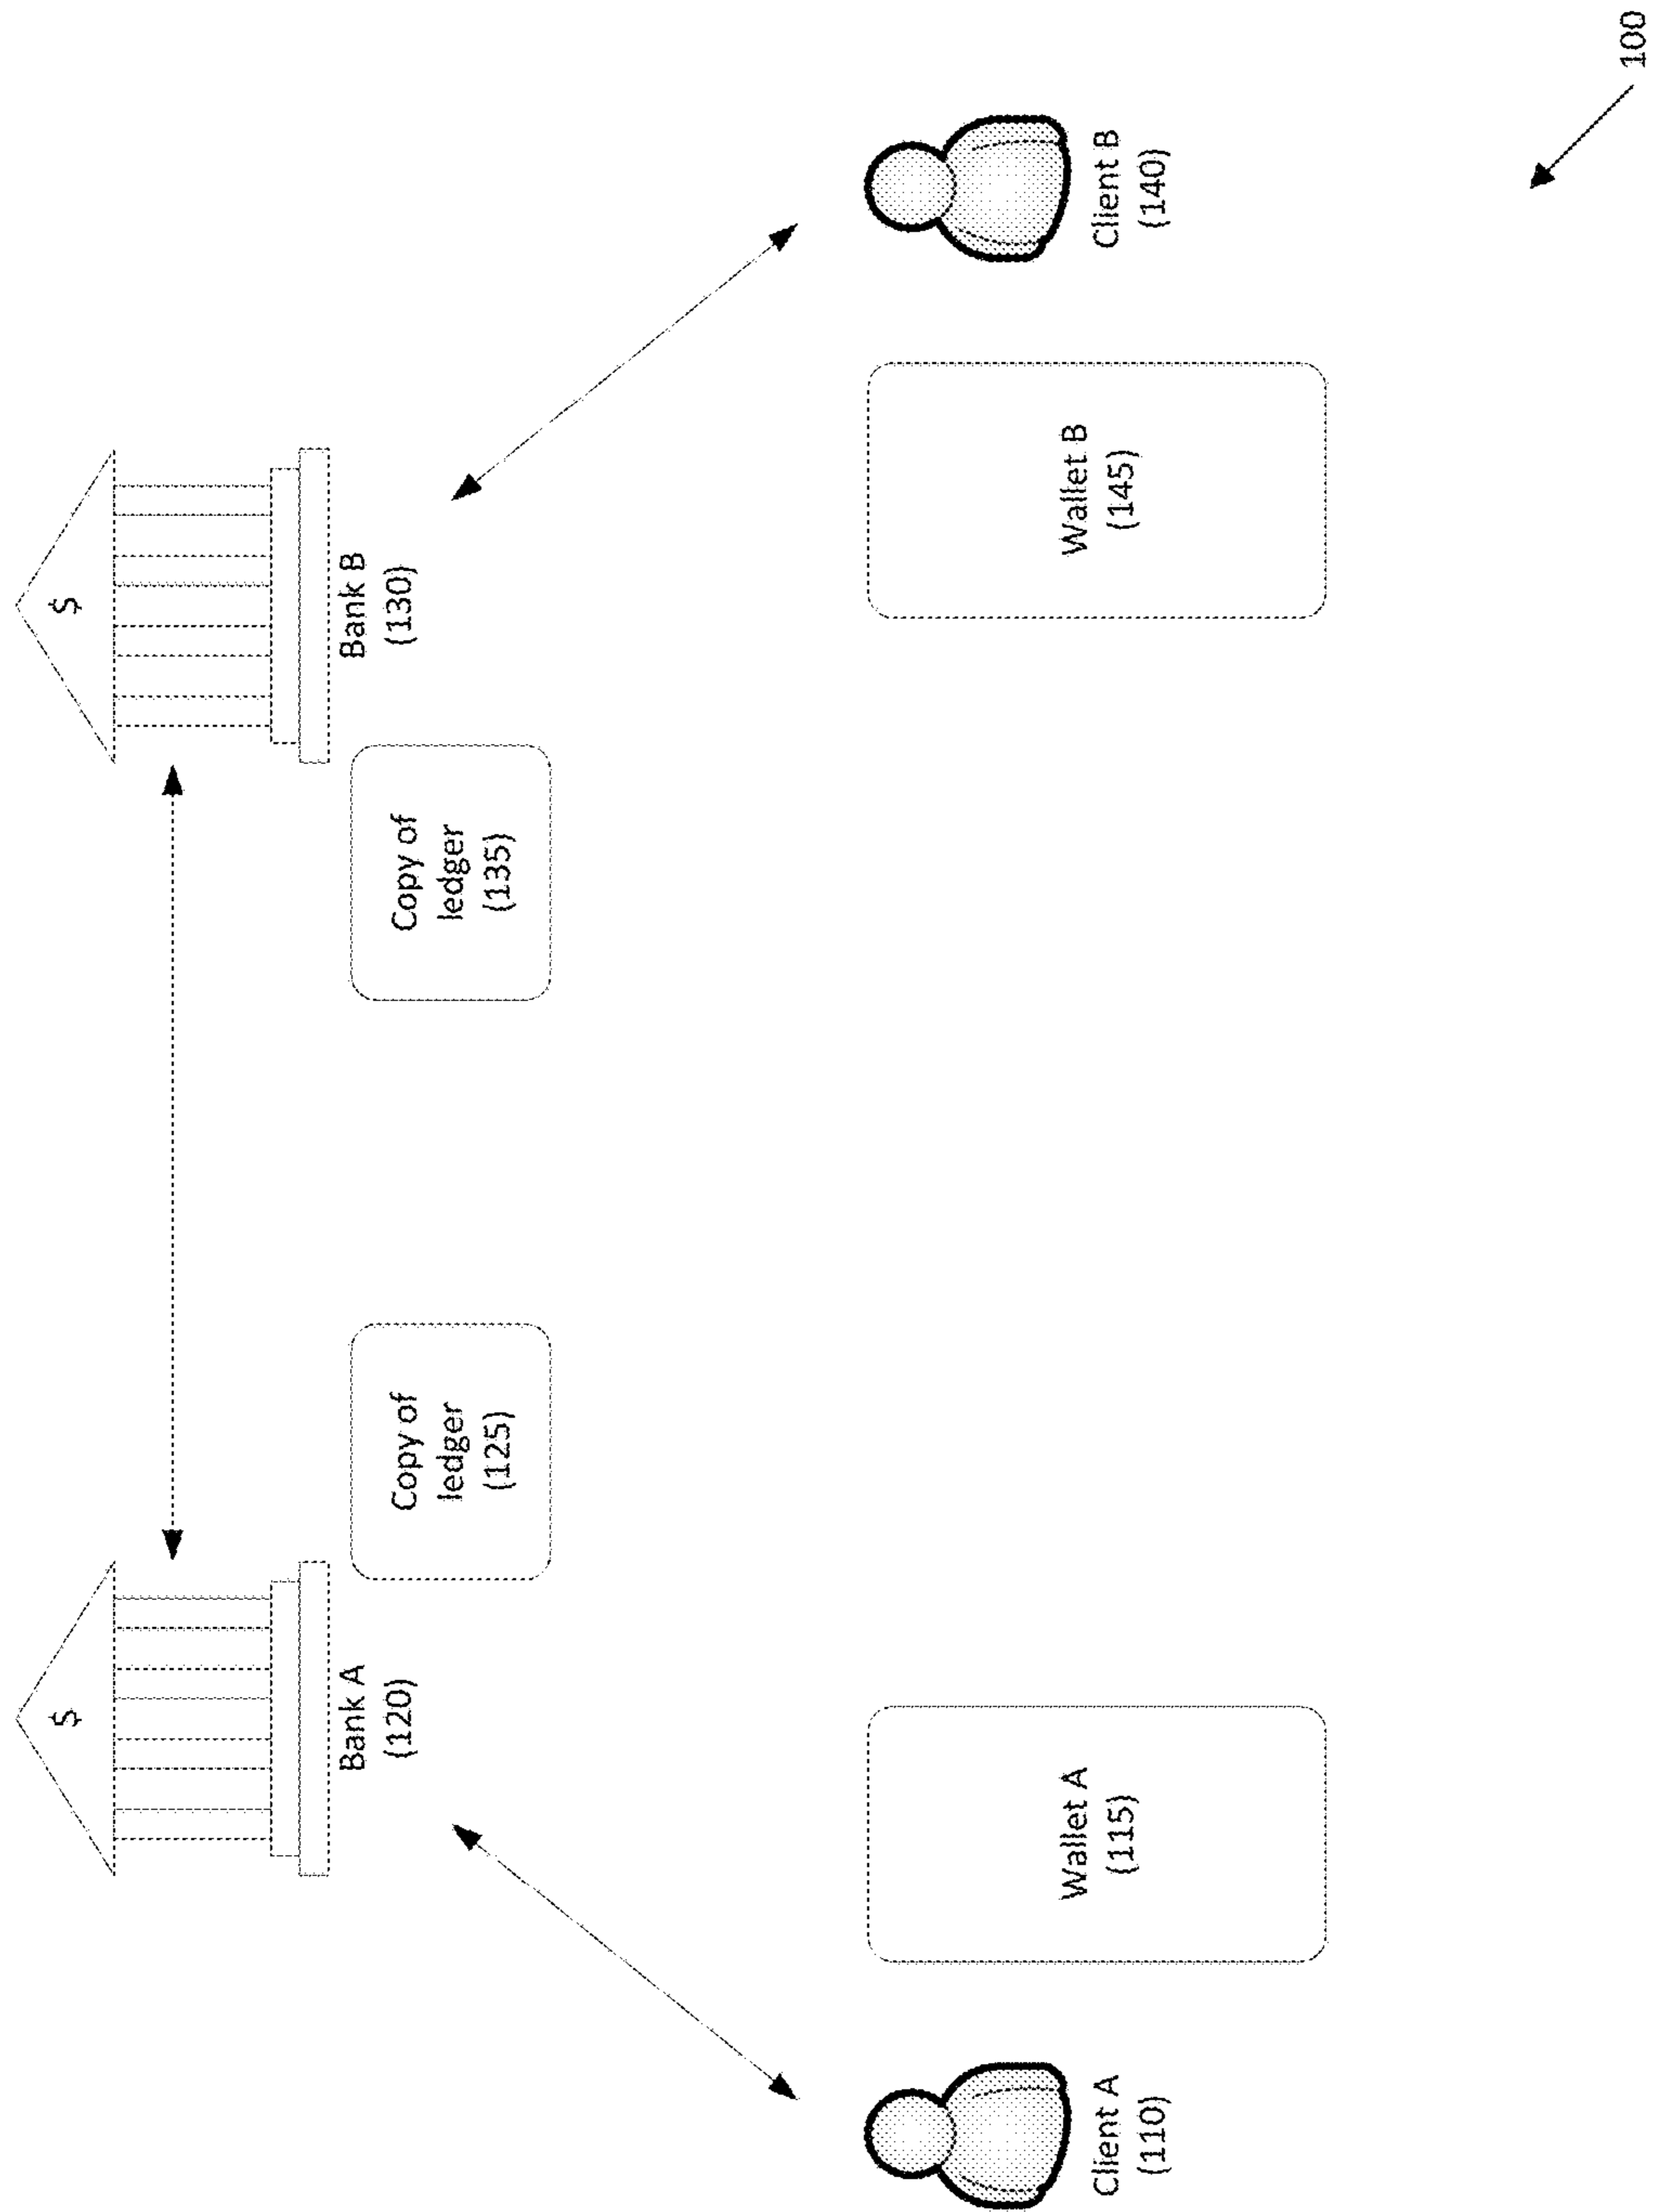 $
Bank A
(120)
$
Bank B
(130)
Copy of
ledger
(125)
Copy of
ledger
(135)
Client A
(110)
Wallet A
(115)
Wallet B
(145)
Client B
(140)
100